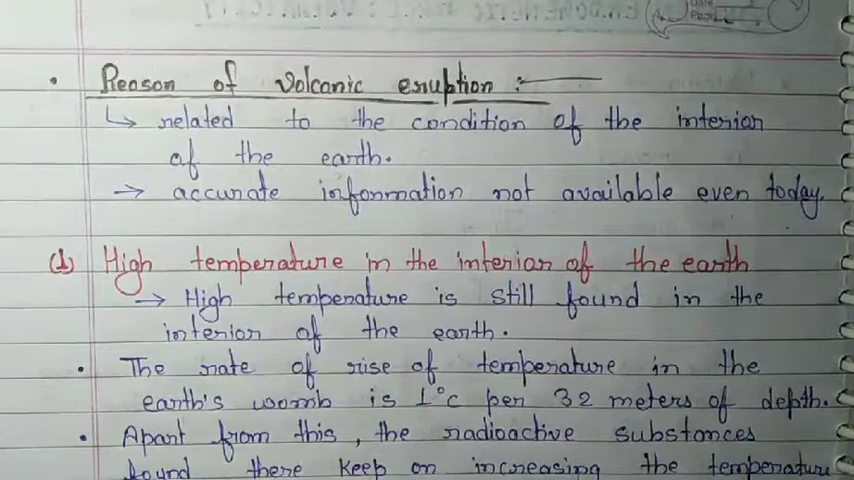 Date
Page
• Reason of volcanic eruption :—
↳ related to the condition of the interior
of the earth.
→ accurate information not available even today.
(1) High temperature in the interior of the earth
→ High temperature is still found in the
interior of the earth.
• The rate of rise of temperature in the
earth's womb is 1°c per 32 meters of depth.
• Apart from this, the radioactive substances
found there keep on increasing the temperature